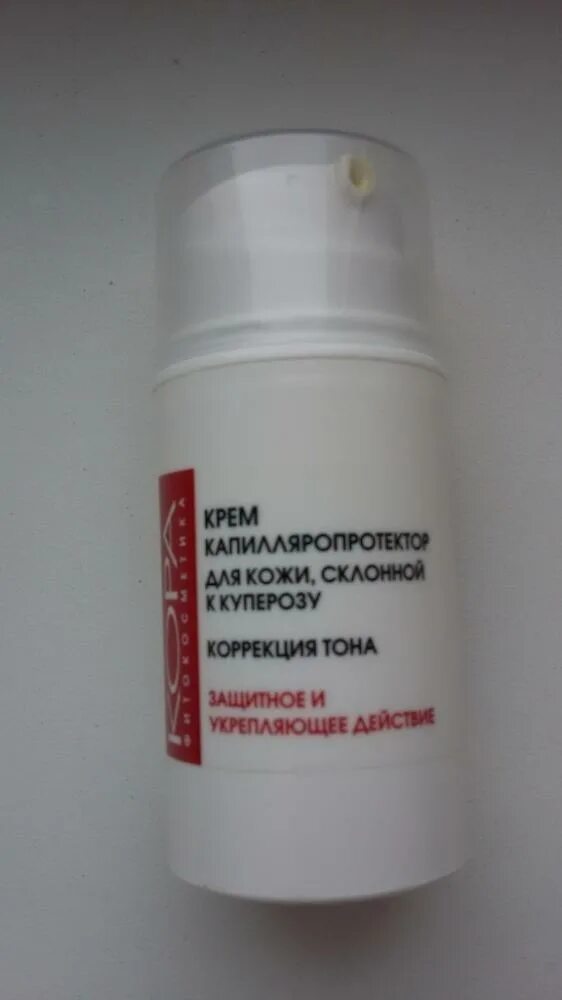 КОРА
ФИТОКОСМЕТИКА
КРЕМ
КАПИЛЛЯРОПРОТЕКТОР
ДЛЯ КОЖИ, СКЛОННОЙ
К КУПЕРОЗУ
КОРРЕКЦИЯ ТОНА
ЗАЩИТНОЕ И
УКРЕПЛЯЮЩЕЕ ДЕЙСТВИЕ